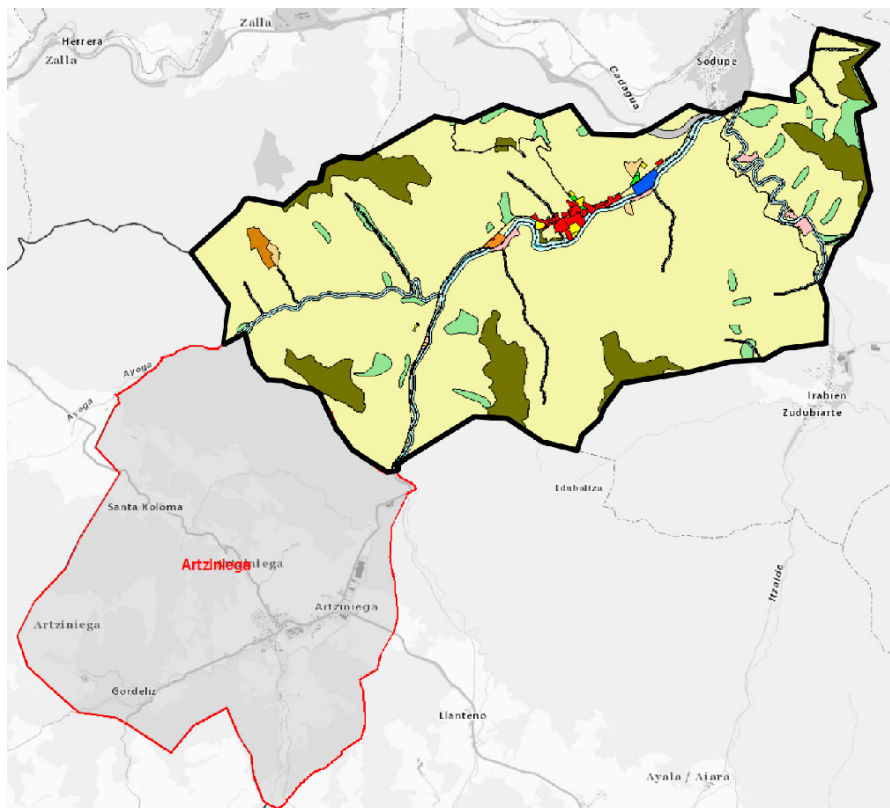 Zalla
Herrera
Zalla
Sodupe
Cadagua
Ayega
Ayega
Irabien
Zudubiarte
Idubaltza
Santa Koloma
Artziniega
Artziniega
Itzalde
Artziniega
Artziniega
Gordeliz
Llanteno
Ayala / Aiara